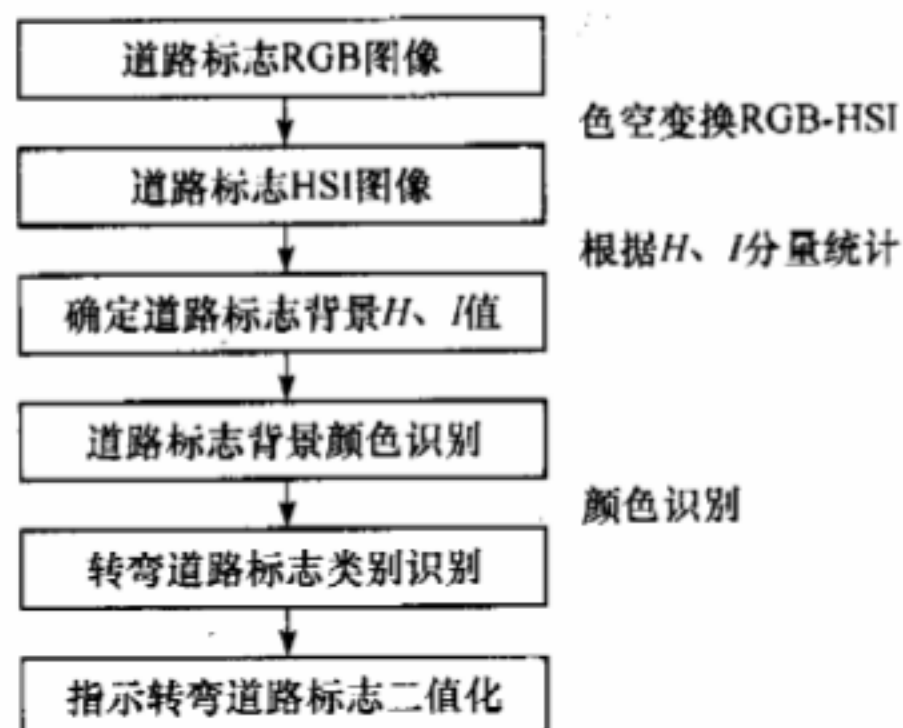 道路标志RGB图像
色空变换RGB-HSI
道路标志HSI图像
根据H、I分量统计
确定道路标志背景H、I值
道路标志背景颜色识别
颜色识别
转弯道路标志类别识别
指示转弯道路标志二值化